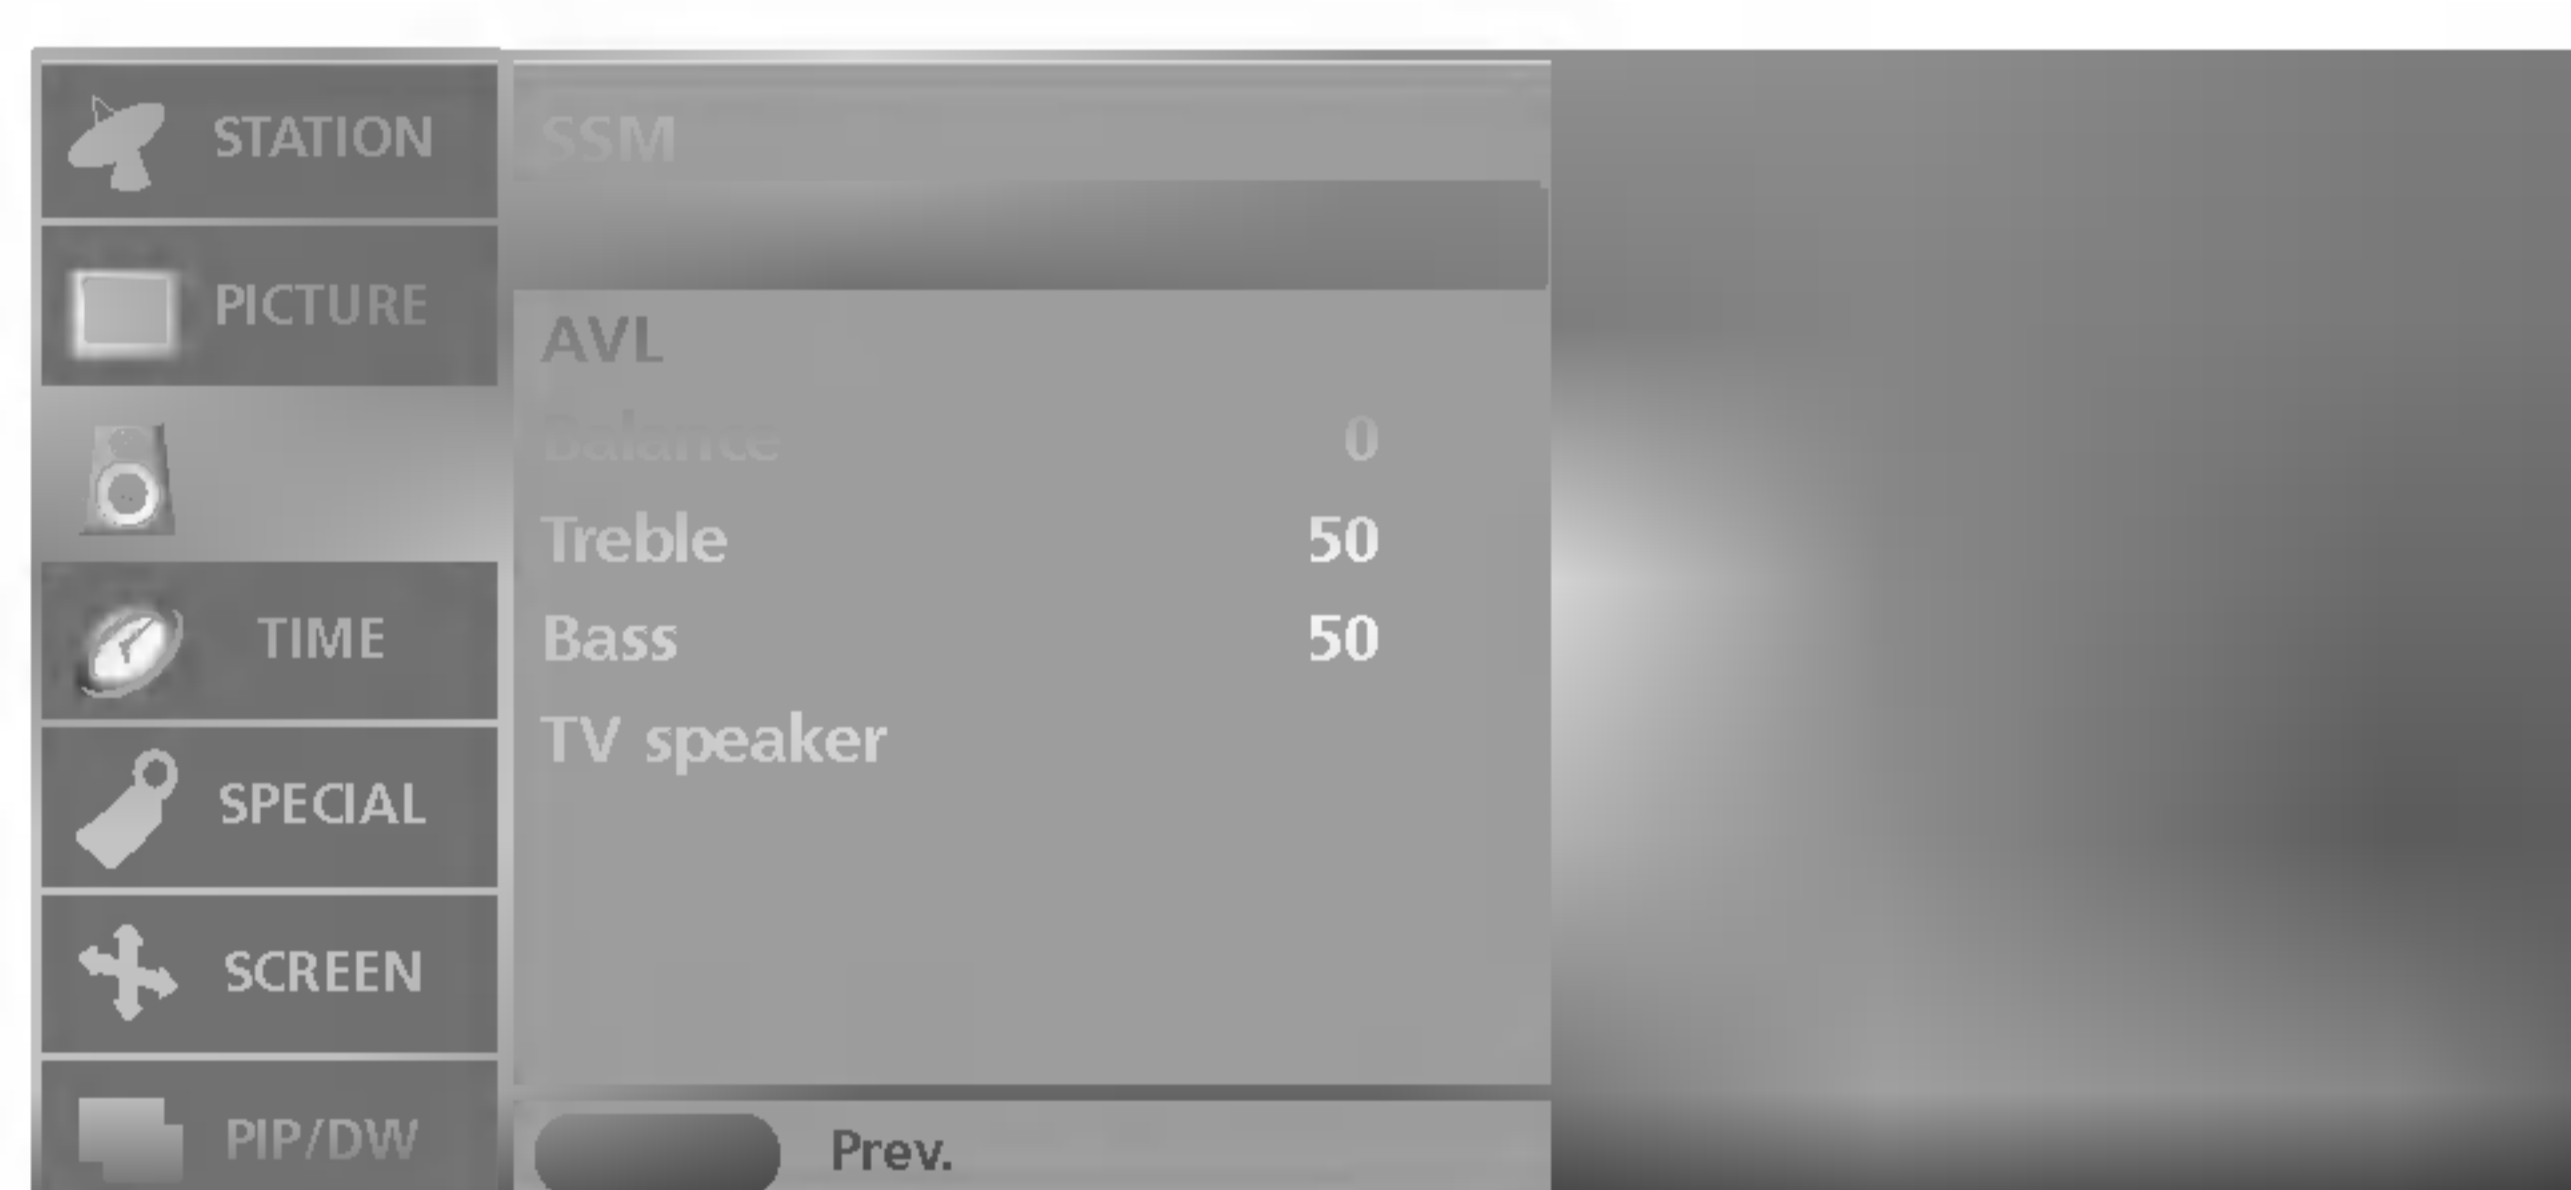 STATION
PICTURE
TIME
SPECIAL
SCREEN
PIP/DW
SSM
AVL
Balance 0
Treble 50
Bass 50
TV speaker
Prev.